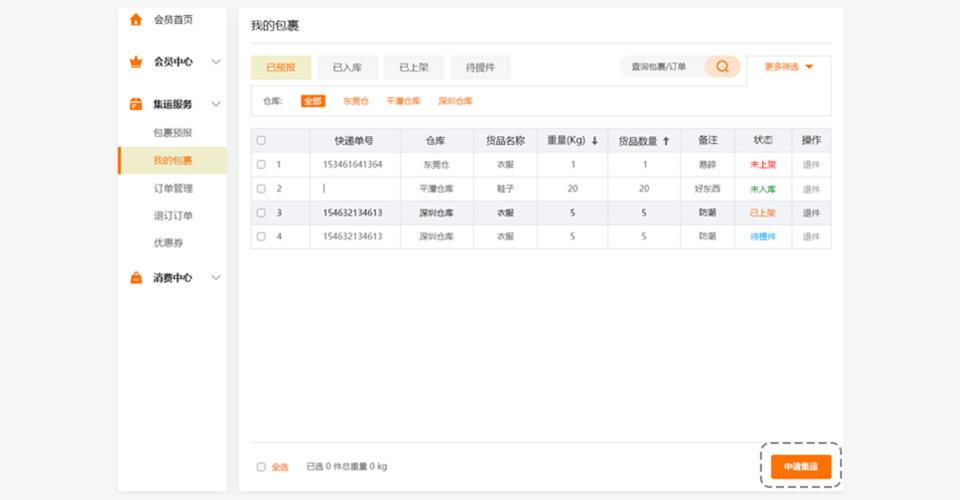 会员首页
会员中心
集运服务
包裹预报
我的包裹
订单管理
退订订单
优惠券
消费中心
我的包裹
已预报 已入库 已上架 待提件 查询包裹/订单 更多筛选
仓库: 全部 东莞仓 平潭仓库 深圳仓库
快递单号 仓库 货品名称 重量(Kg) ↓ 货品数量 ↑ 备注 状态 操作
1 153461641364 东莞仓 衣服 1 1 易碎 未上架 退件
2 | 平潭仓库 鞋子 20 20 好东西 未入库 退件
3 154632134613 深圳仓库 衣服 5 5 防潮 已上架 退件
4 154632134613 深圳仓库 衣服 5 5 防潮 待提件 退件
全选 已选 0 件总重量 0 kg 申请集运